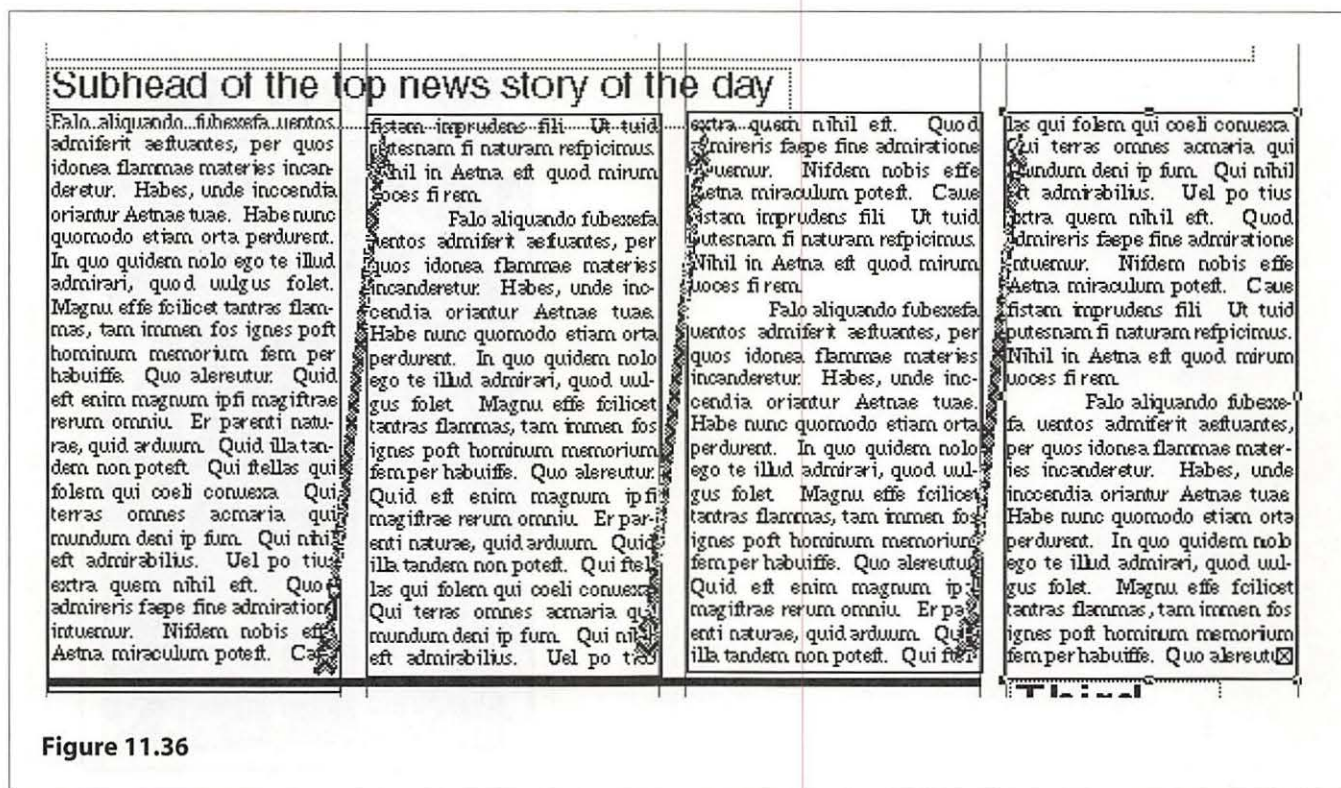 Subhead of the top news story of the day
Falo aliquando fubexefa uentos
admiferit aeftuantes, per quos
idonea flammae materies incan-
deretur. Habes, unde inccendia
oriantur Aetnae tuae. Habe nunc
quomodo etiam orta perdurent.
In quo quidem nolo ego te illud
admirari, quod uulgus folet.
Magnu effe fcilicet tantras flam-
mas, tam immen fos ignes poft
hominum memorium fem per
habuiffe. Quo alereutur. Quid
eft enim magnum ipfi magiftrae
rerum omniu. Er parenti natu-
rae, quid arduum. Quid illa tan-
dem non poteft. Qui ftellas qui
folem qui coeli conuexa. Qui
terras omnes acmaria qui
mundum deni ip fum. Qui nihil
eft admirabilius. Uel po tius
extra quem nihil eft. Quod
admireris faepe fine admiration
intuemur. Nifdem nobis effe
Aetna miraculum poteft.
fistam imprudens fili Ut tuid
putesnam fi naturam refpicimus.
Nihil in Aetna eft quod mirum
uoces fi rem.
Falo aliquando fubexefa
uentos admiferit aeftuantes, per
quos idonea flammae materies
incanderetur. Habes, unde inc-
cendia oriantur Aetnae tuae.
Habe nunc quomodo etiam orta
perdurent. In quo quidem nolo
ego te illud admirari, quod uul-
gus folet. Magnu effe fcilicet
tantras flammas, tam immen fos
ignes poft hominum memorium
fem per habuiffe. Quo alereutur.
Quid eft enim magnum ip fi
magiftrae rerum omniu. Er par-
enti naturae, quid arduum. Quid
illa tandem non poteft. Qui ftel-
las qui folem qui coeli conuexa
Qui terras omnes acmaria
mundum deni ip fum. Qui
eft admirabilius. Uel po
extra quem nihil eft. Quod
admireris faepe fine admiratione
intuemur. Nifdem nobis effe
Aetna miraculum poteft. Caue
fistam imprudens fili Ut tuid
putesnam fi naturam refpicimus.
Nihil in Aetna eft quod mirum
uoces fi rem.
Falo aliquando fubexefa
uentos admiferit aeftuantes, per
quos idonea flammae materies
incanderetur. Habes, unde inc-
cendia oriantur Aetnae tuae.
Habe nunc quomodo etiam orta
perdurent. In quo quidem nolo
ego te illud admirari, quod uul-
gus folet. Magnu effe fcilicet
tantras flammas, tam immen fos
ignes poft hominum memorium
fem per habuiffe. Quo alereutur
Quid eft enim magnum
magiftrae rerum omniu. Er
enti naturae, quid arduum.
illa tandem non poteft. Qui
las qui folem qui coeli conuexa.
Qui terras omnes acmaria qui
mundum deni ip fum. Qui nihil
eft admirabilius. Uel po tius
extra quem nihil eft. Quod
admireris faepe fine admiratione
intuemur. Nifdem nobis effe
Aetna miraculum poteft. Caue
fistam imprudens fili Ut tuid
putesnam fi naturam refpicimus.
Nihil in Aetna eft quod mirum
uoces fi rem.
Falo aliquando fubexe-
fa uentos admiferit aeftuantes,
per quos idonea flammae mater-
ies incanderetur. Habes, unde
inccendia oriantur Aetnae tuae
Habe nunc quomodo etiam orta
perdurent. In quo quidem nolo
ego te illud admirari, quod uul-
gus folet. Magnu effe fcilicet
tantras flammas, tam immen fos
ignes poft hominum memorium
fem per habuiffe. Quo alereutu
Third
Figure 11.36